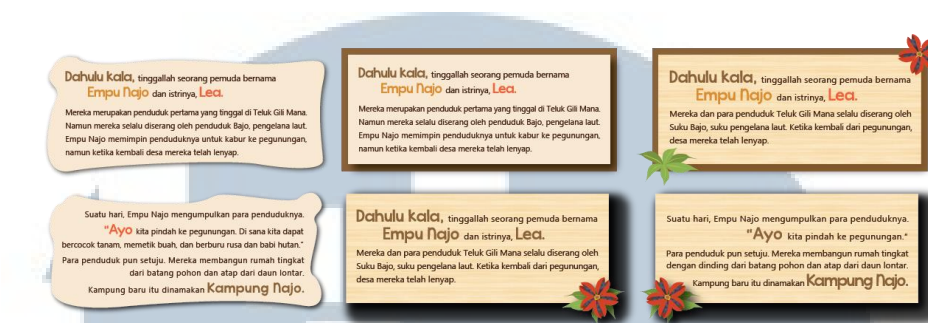 Dahulu kala, tinggallah seorang pemuda bernama
Empu Najo dan istrinya, Lea.
Mereka merupakan penduduk pertama yang tinggal di Teluk Gili Mana.
Namun mereka selalu diserang oleh penduduk Bajo, pengelana laut.
Empu Najo memimpin penduduknya untuk kabur ke pegunungan,
namun ketika kembali desa mereka telah lenyap.
Dahulu kala, tinggallah seorang pemuda bernama
Empu Najo dan istrinya, Lea.
Mereka merupakan penduduk pertama yang tinggal di Teluk Gili Mana.
Namun mereka selalu diserang oleh penduduk Bajo, pengelana laut.
Empu Najo memimpin penduduknya untuk kabur ke pegunungan,
namun ketika kembali desa mereka telah lenyap.
Dahulu kala, tinggallah seorang pemuda bernama
Empu Najo dan istrinya, Lea.
Mereka dan para penduduk Teluk Gili Mana selalu diserang oleh
Suku Bajo, suku pengelana laut. Ketika kembali dari pegunungan,
desa mereka telah lenyap.
Suatu hari, Empu Najo mengumpulkan para penduduknya.
"Ayo kita pindah ke pegunungan. Di sana kita dapat
bercocok tanam, memetik buah, dan berburu rusa dan babi hutan."
Para penduduk pun setuju. Mereka membangun rumah tingkat
dari batang pohon dan atap dari daun lontar.
Kampung baru itu dinamakan Kampung Najo.
Dahulu kala, tinggallah seorang pemuda bernama
Empu Najo dan istrinya, Lea.
Mereka dan para penduduk Teluk Gili Mana selalu diserang oleh
Suku Bajo, suku pengelana laut. Ketika kembali dari pegunungan,
desa mereka telah lenyap.
Suatu hari, Empu Najo mengumpulkan para penduduknya.
"Ayo kita pindah ke pegunungan."
Para penduduk pun setuju. Mereka membangun rumah tingkat
dengan dinding dari batang pohon dan atap dari daun lontar.
Kampung baru itu dinamakan Kampung Najo.